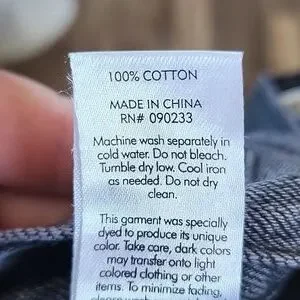 100% COTTON
MADE IN CHINA
RN# 090233
Machine wash separately in
cold water. Do not bleach.
Tumble dry low. Cool iron
as needed. Do not dry
clean.
This garment was specially
dyed to produce its unique
color. Take care, dark colors
may transfer onto light
colored clothing or other
items. To minimize fading,
please wash